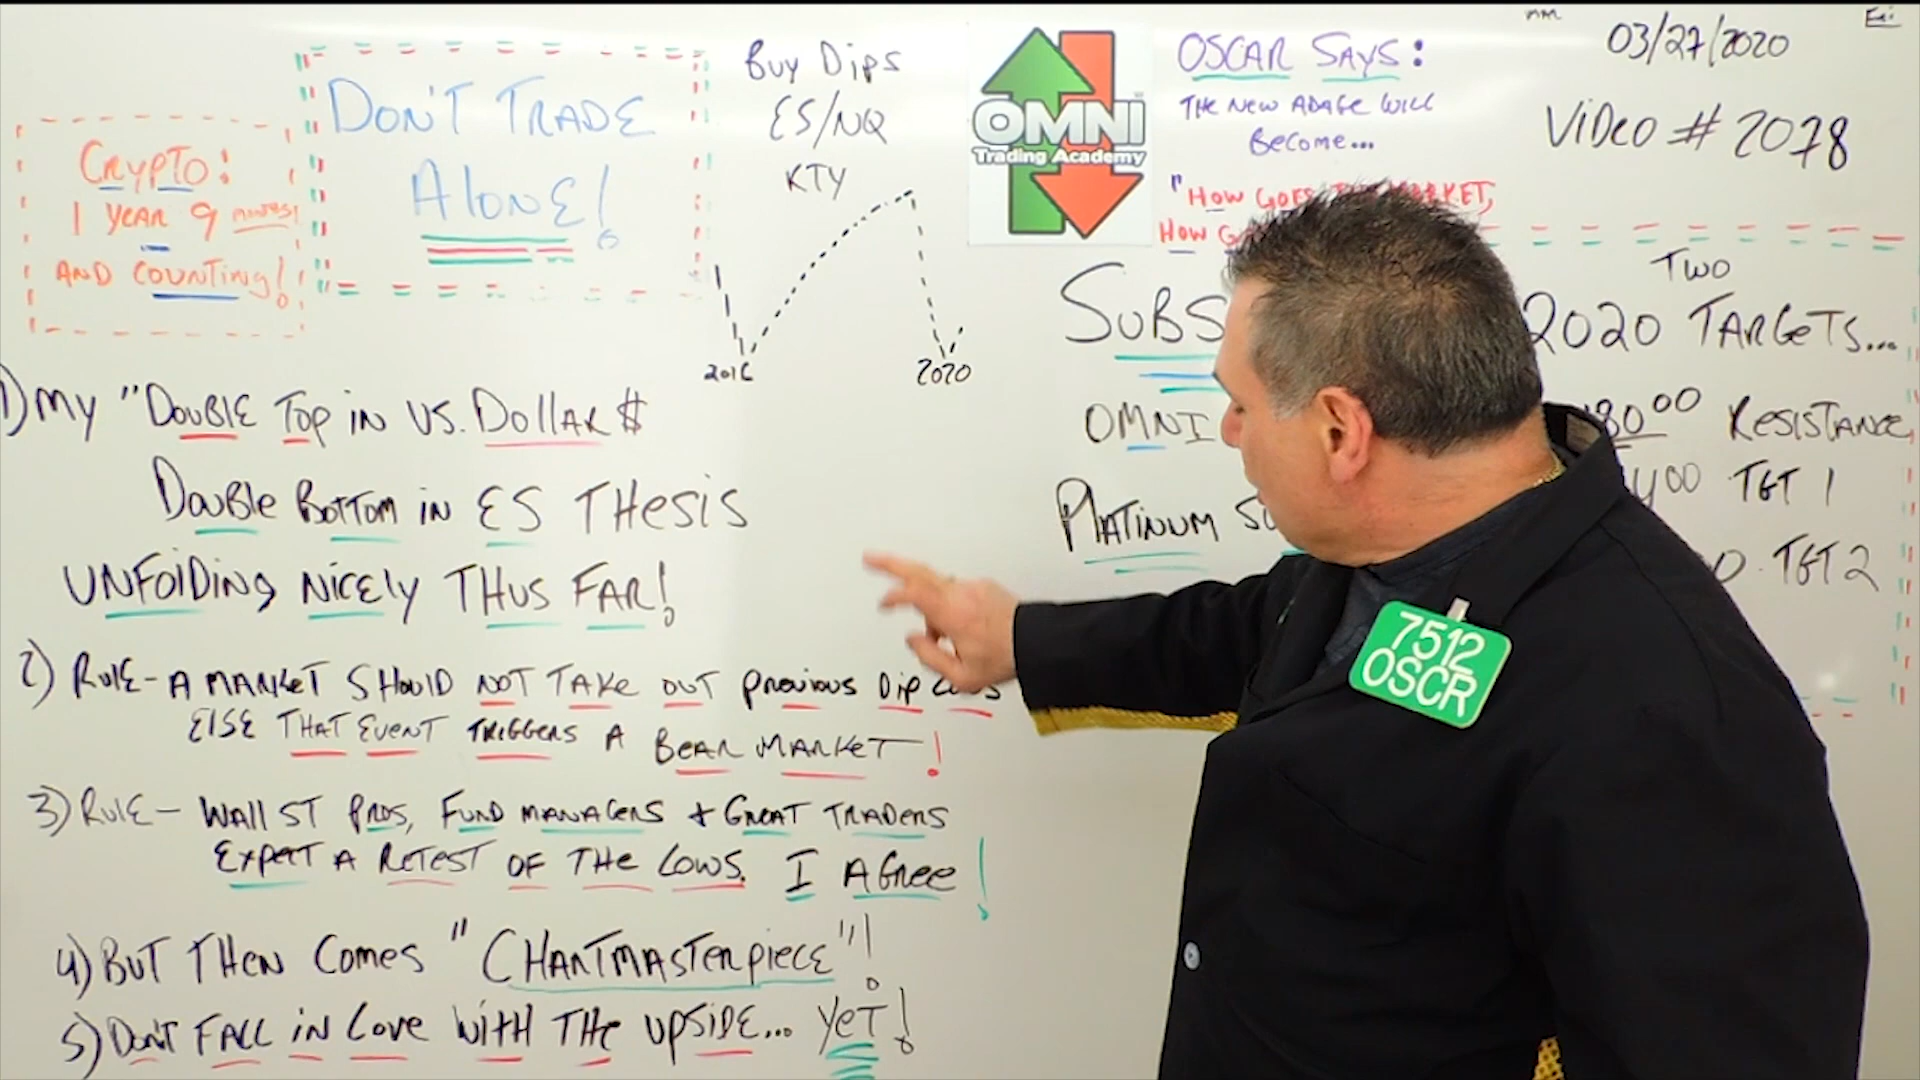 03/27/2020
VIDEO # 2078
DON'T TRADE
ALONE!
CRYPTO:
1 YEAR 9
AND COUNTING!
BUY DIPS
ES/NQ
KTY
2016
2020
OMNI
Trading Academy
OSCAR SAYS:
THE NEW ADAGE WILL
BECOME...
"HOW GOES
HOW
SUBS
TWO
2020 TARGETS...
OMNI
80⁰⁰ RESISTANCE
PLATINUM
400 TGT 1
TGT 2
7512
OSCR
1) MY "DOUBLE TOP IN US. DOLLAR $
DOUBLE BOTTOM IN ES THESIS
UNFOLDING NICELY THUS FAR!
2) RULE - A MARKET SHOULD NOT TAKE OUT PREVIOUS DIP LOWS
ELSE THAT EVENT TRIGGERS A BEAR MARKET!
3) RULE - WALL ST PROS, FUND MANAGERS + GREAT TRADERS
EXPECT A RETEST OF THE LOWS. I AGREE!
4) BUT THEN COMES "CHARTMASTERPIECE"!
5) DON'T FALL IN LOVE WITH THE UPSIDE... YET!